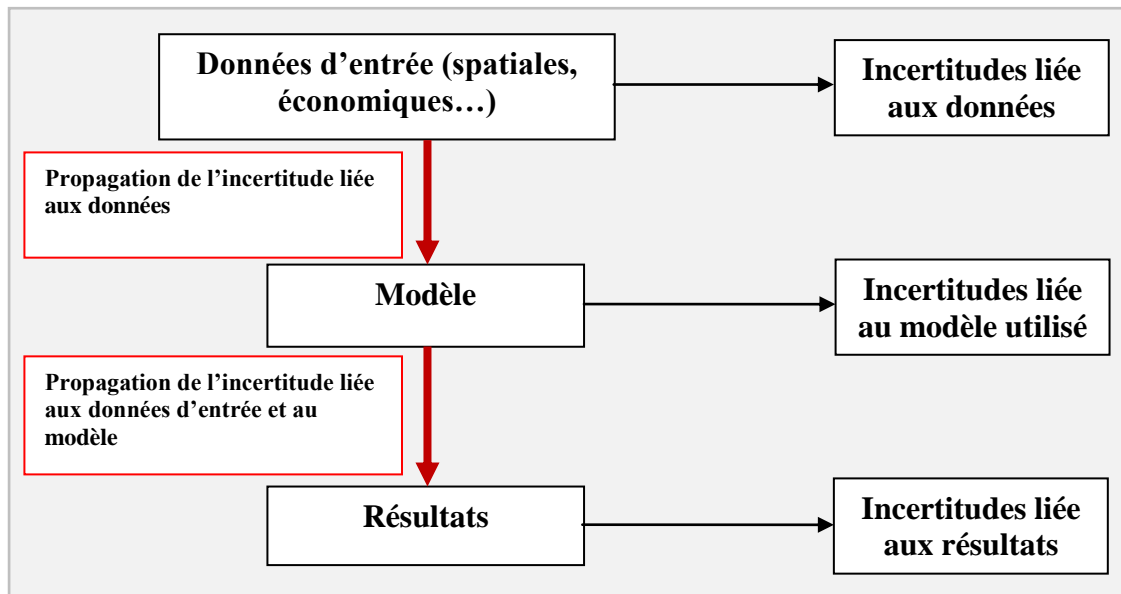 Données d’entrée (spatiales,
économiques…)
Incertitudes liée
aux données
Propagation de l’incertitude liée
aux données
Modèle
Incertitudes liée
au modèle utilisé
Propagation de l’incertitude liée
aux données d’entrée et au
modèle
Résultats
Incertitudes liée
aux résultats